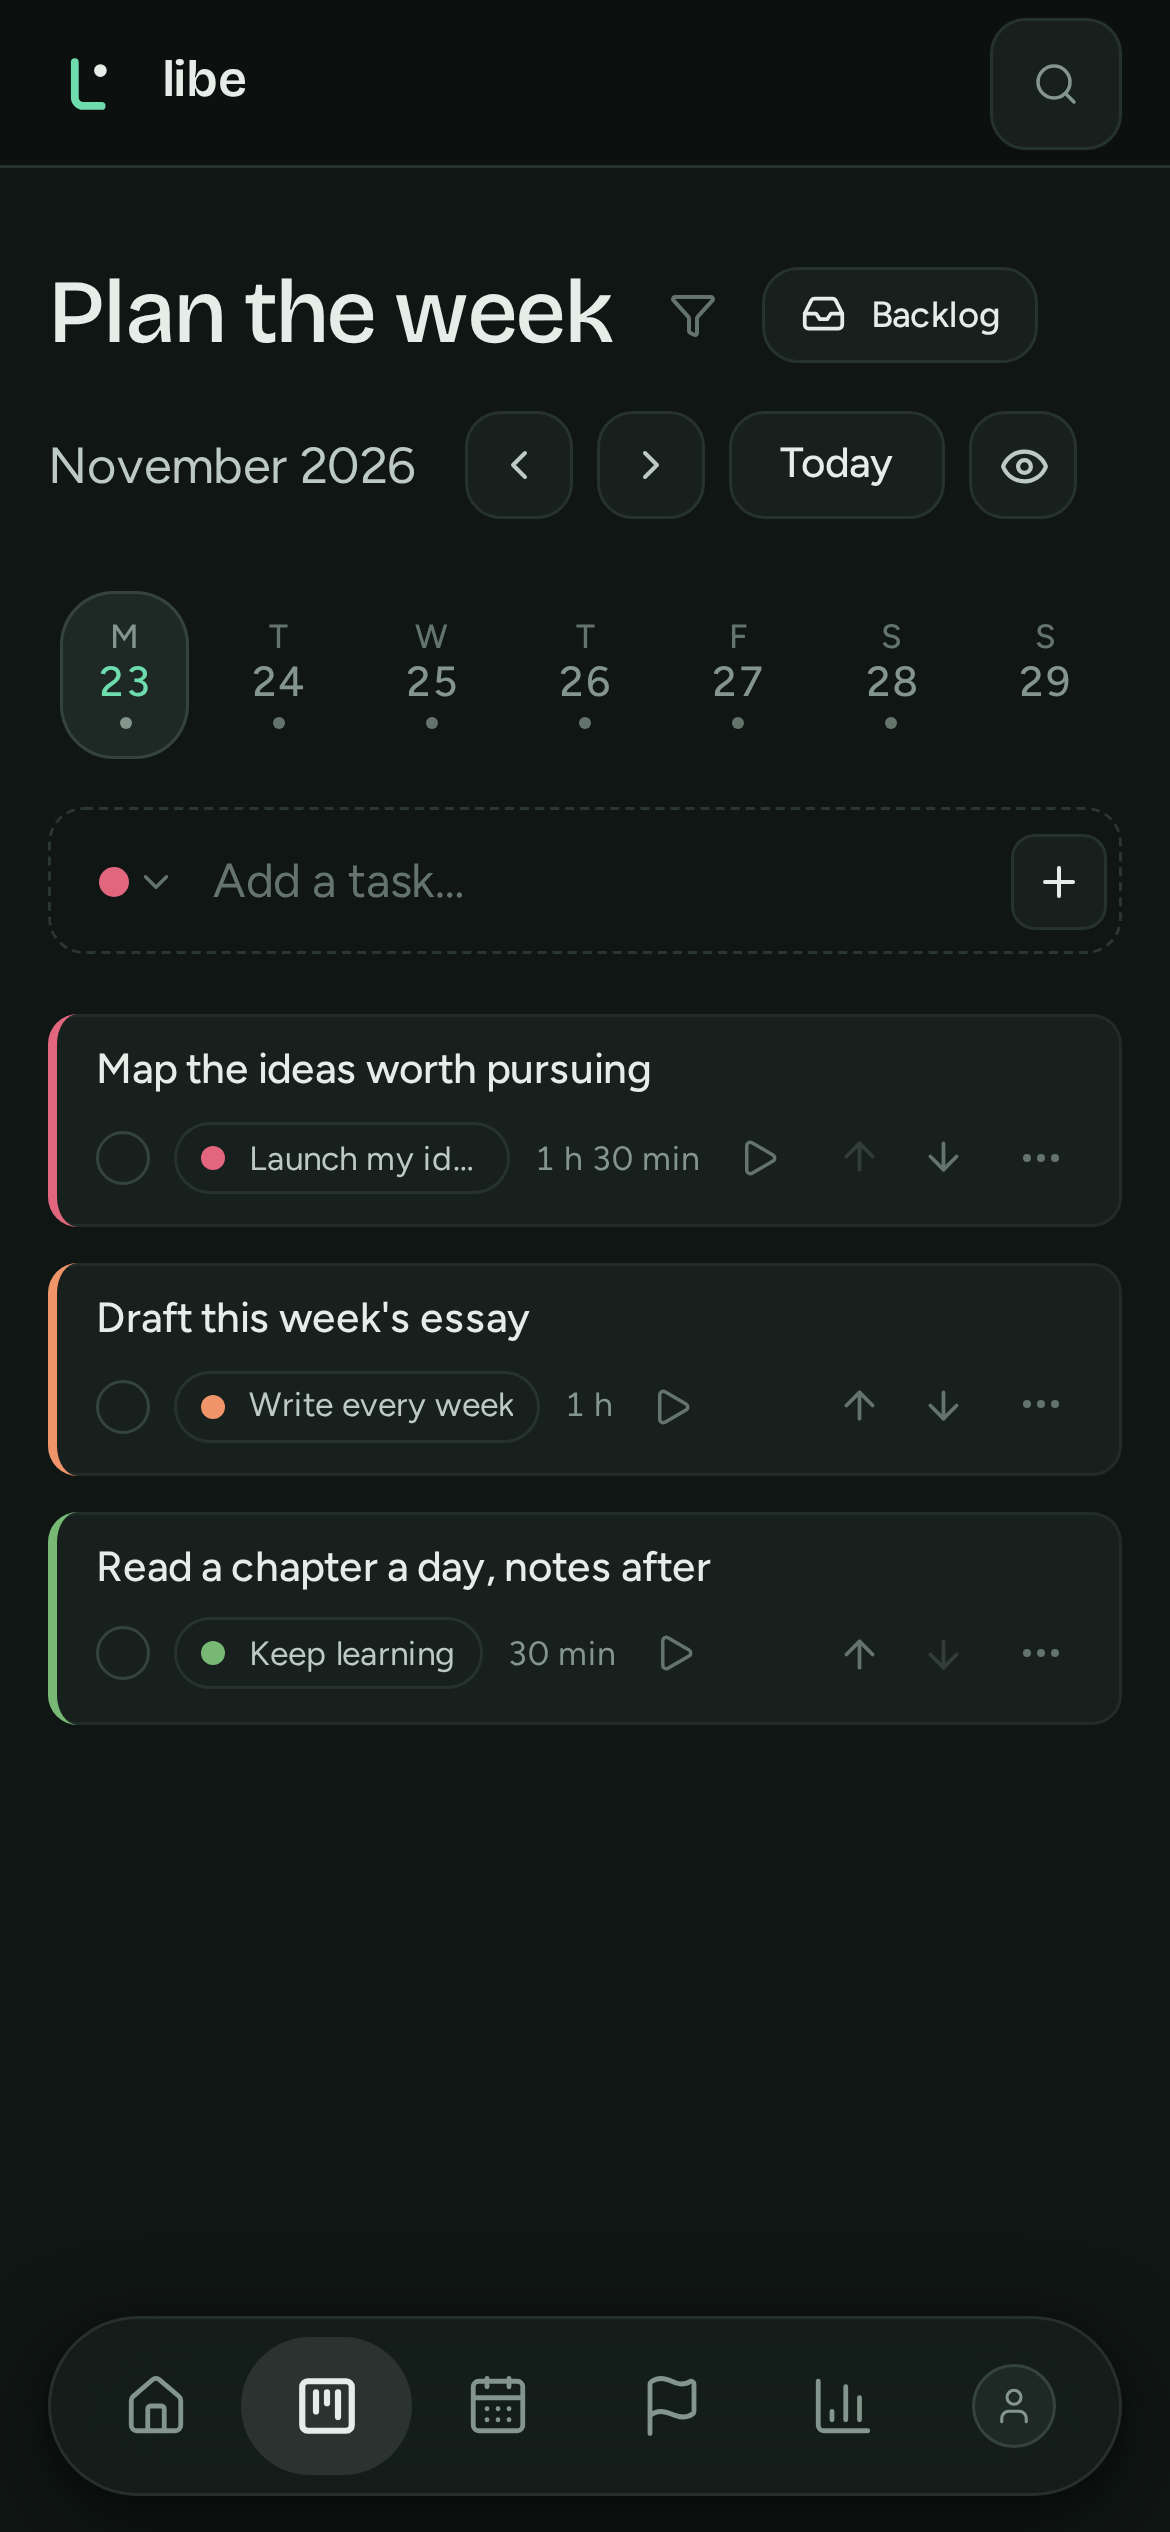 libe
Plan the week
Backlog
November 2026
Today
M T W T F S S
23 24 25 26 27 28 29
Add a task...
Map the ideas worth pursuing
Launch my id... 1 h 30 min
Draft this week's essay
Write every week 1 h
Read a chapter a day, notes after
Keep learning 30 min